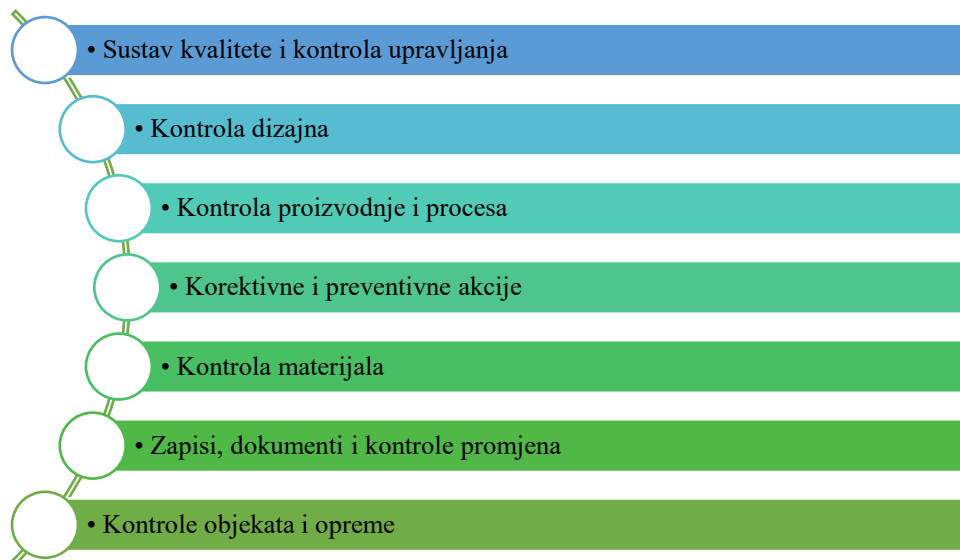 • Sustav kvalitete i kontrola upravljanja
• Kontrola dizajna
• Kontrola proizvodnje i procesa
• Korektivne i preventivne akcije
• Kontrola materijala
• Zapisi, dokumenti i kontrole promjena
• Kontrole objekata i opreme